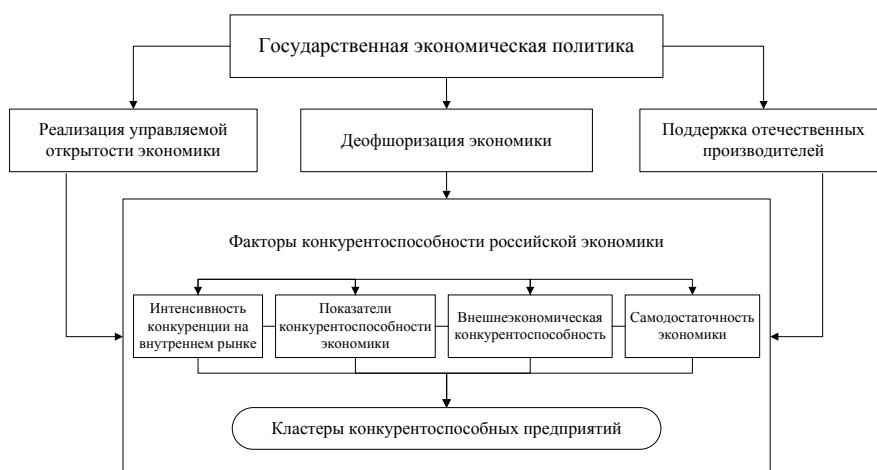 Государственная экономическая политика
Реализация управляемой
открытости экономики
Деофшоризация экономики
Поддержка отечественных
производителей
Факторы конкурентоспособности российской экономики
Интенсивность
конкуренции на
внутреннем рынке
Показатели
конкурентоспособности
экономики
Внешнеэкономическая
конкурентоспособность
Самодостаточность
экономики
Кластеры конкурентоспособных предприятий